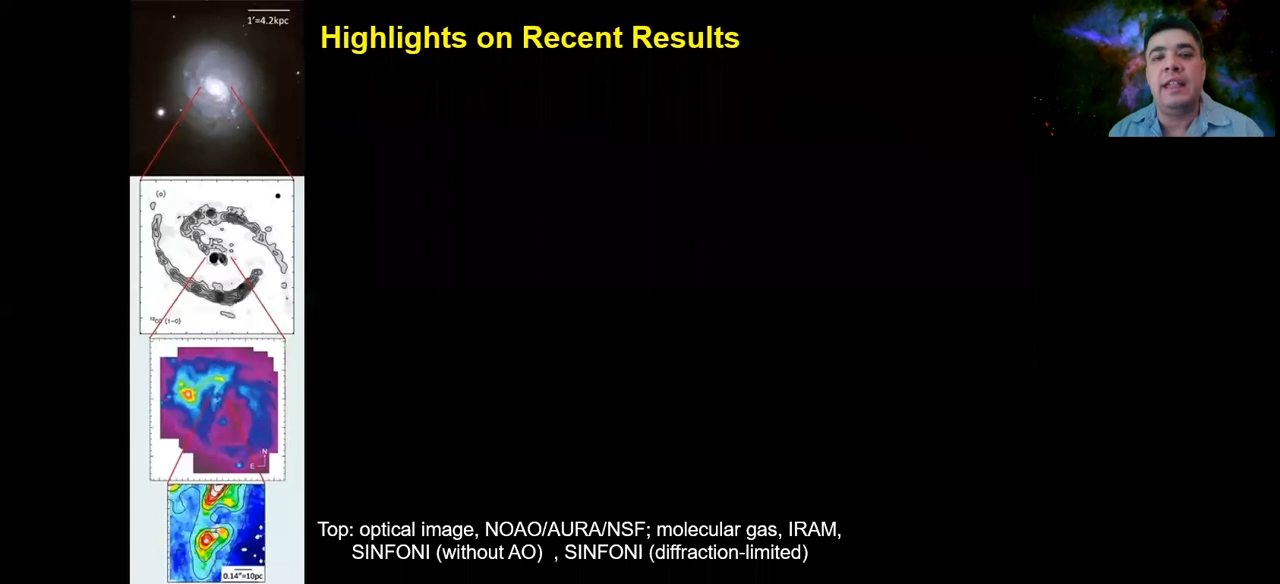 1'=4.2kpc
Highlights on Recent Results
(a)
¹²CO (1–0)
N
E
Top: optical image, NOAO/AURA/NSF; molecular gas, IRAM,
SINFONI (without AO) , SINFONI (diffraction-limited)
0.14"=10pc